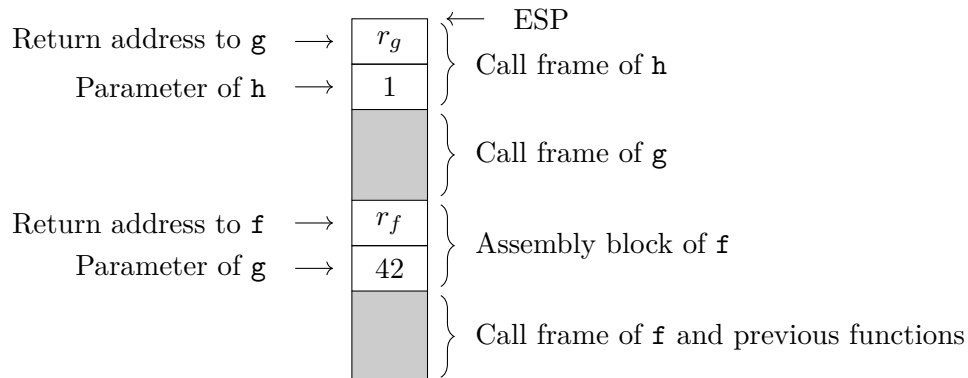 ESP
Return address to g → r_g
Call frame of h
Parameter of h → 1
Call frame of g
Return address to f → r_f
Assembly block of f
Parameter of g → 42
Call frame of f and previous functions